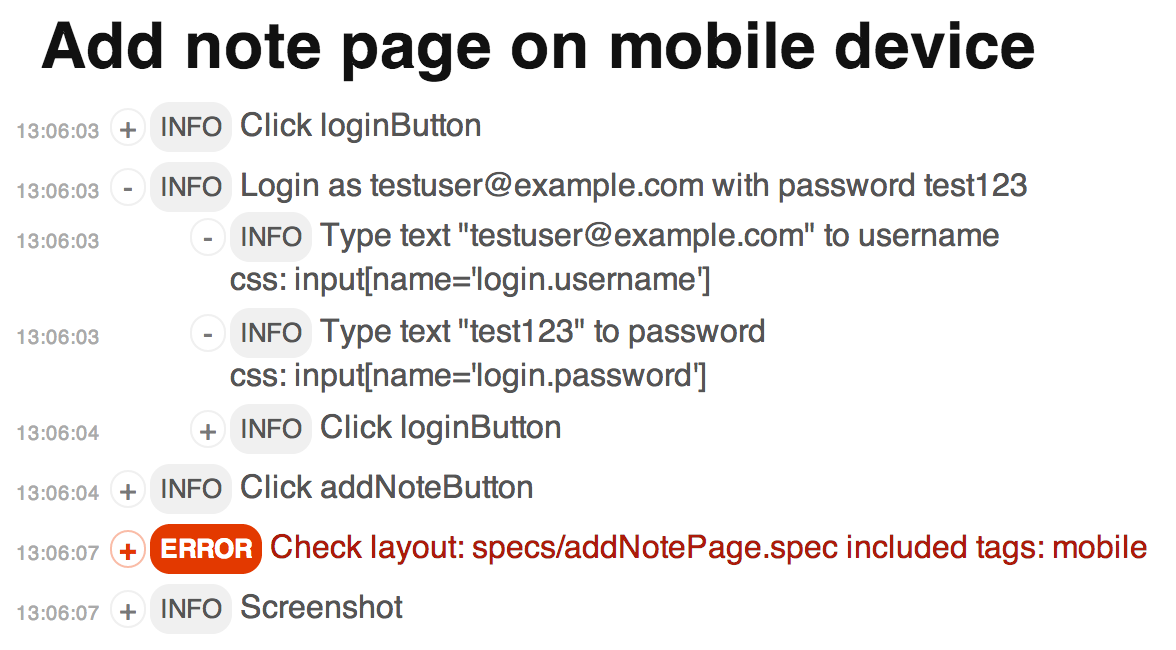 Add note page on mobile device
13:06:03 + INFO Click loginButton
13:06:03 - INFO Login as testuser@example.com with password test123
13:06:03 - INFO Type text "testuser@example.com" to username
css: input[name='login.username']
13:06:03 - INFO Type text "test123" to password
css: input[name='login.password']
13:06:04 + INFO Click loginButton
13:06:04 + INFO Click addNoteButton
13:06:07 + ERROR Check layout: specs/addNotePage.spec included tags: mobile
13:06:07 + INFO Screenshot